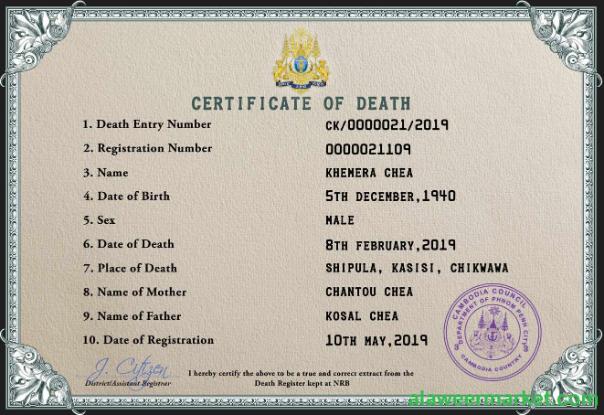 CERTIFICATE OF DEATH
1. Death Entry Number CK/0000021/2019
2. Registration Number 0000021109
3. Name KHEMERA CHEA
4. Date of Birth 5TH DECEMBER,1940
5. Sex MALE
6. Date of Death 8TH FEBRUARY,2019
7. Place of Death SHIPULA, KASISI, CHIKWAWA
8. Name of Mother CHANTOU CHEA
9. Name of Father KOSAL CHEA
10. Date of Registration 10TH MAY,2019
CAMBODIA COUNCIL
DEPARTMENT OF PHNOM PENH CITY
CAMBODIA COUNTRY
J. Citizen
District/Assistant Registrar
I hereby certify the above to be a true and correct extract from the
Death Register kept at NRB
alaweermarket.com